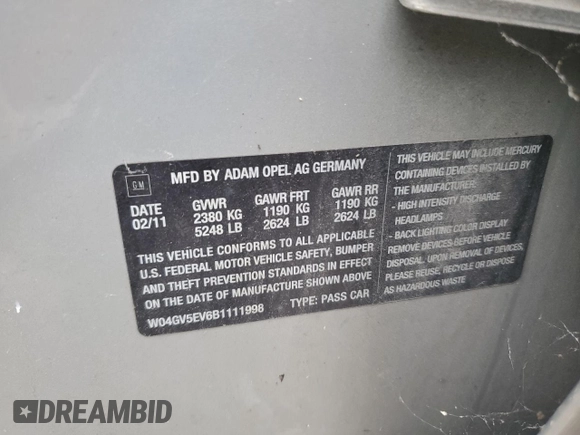 GM
MFD BY ADAM OPEL AG GERMANY
DATE GVWR GAWR FRT GAWR RR
02/11 2380 KG 1190 KG 1190 KG
5248 LB 2624 LB 2624 LB
THIS VEHICLE CONFORMS TO ALL APPLICABLE
U.S. FEDERAL MOTOR VEHICLE SAFETY, BUMPER
AND THEFT PREVENTION STANDARDS IN EFFECT
ON THE DATE OF MANUFACTURE SHOWN ABOVE
W04GV5EV6B1111998 TYPE: PASS CAR
THIS VEHICLE MAY INCLUDE MERCURY
CONTAINING DEVICES INSTALLED BY
THE MANUFACTURER:
- HIGH INTENSITY DISCHARGE
HEADLAMPS
- BACK LIGHTING COLOR DISPLAY
REMOVE DEVICES BEFORE VEHICLE
DISPOSAL. UPON REMOVAL OF DEVICES,
PLEASE REUSE, RECYCLE OR DISPOSE
AS HAZARDOUS WASTE
DREAMBID